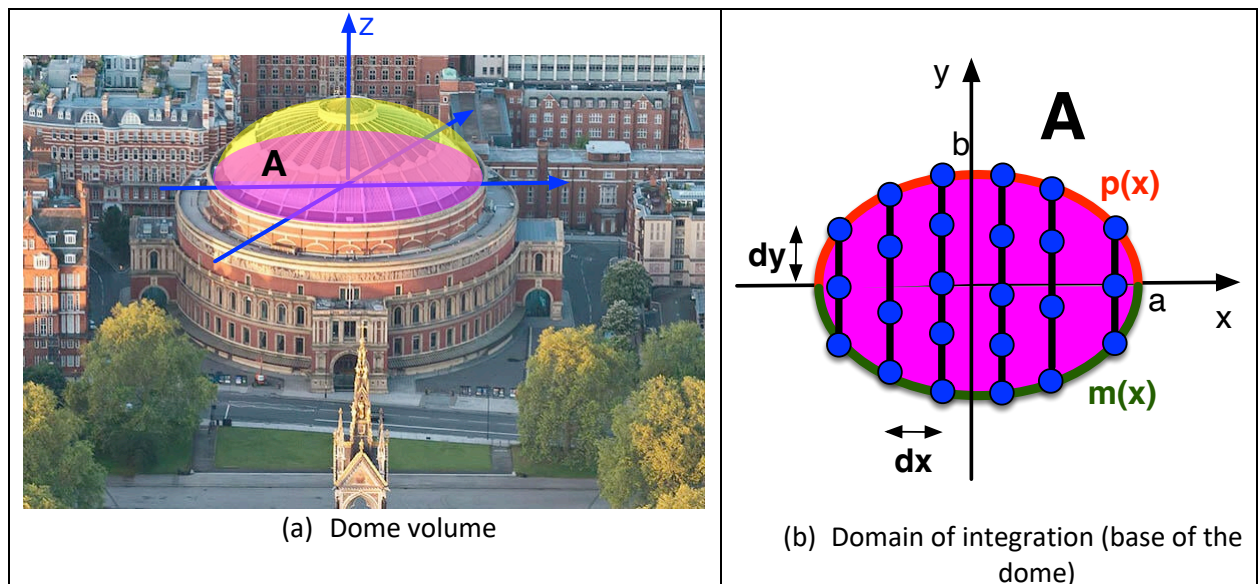 z
A
(a) Dome volume
y
A
b
p(x)
dy
a
x
m(x)
dx
(b) Domain of integration (base of the
dome)